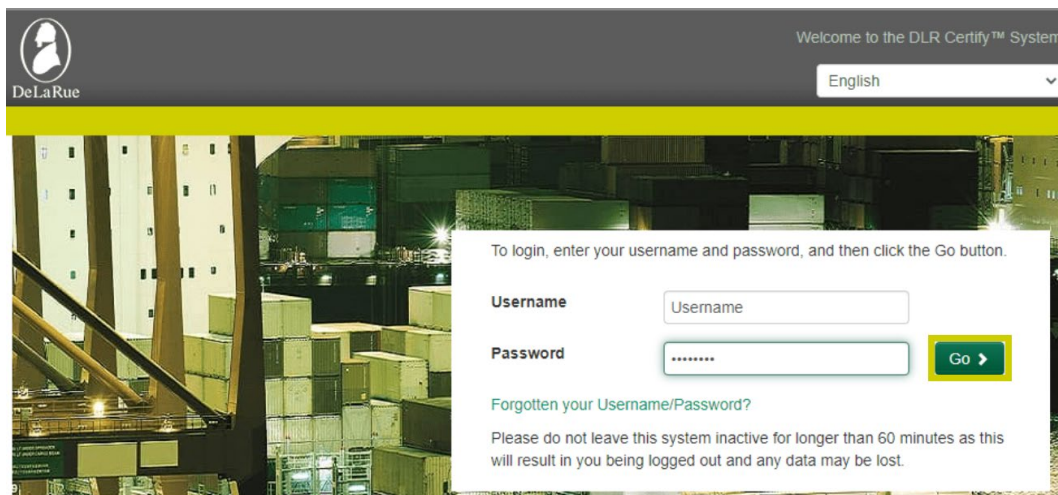 Welcome to the DLR Certify™ System
DeLaRue
English
To login, enter your username and password, and then click the Go button.
Username
Username
Password
••••••••
Go
Forgotten your Username/Password?
Please do not leave this system inactive for longer than 60 minutes as this
will result in you being logged out and any data may be lost.